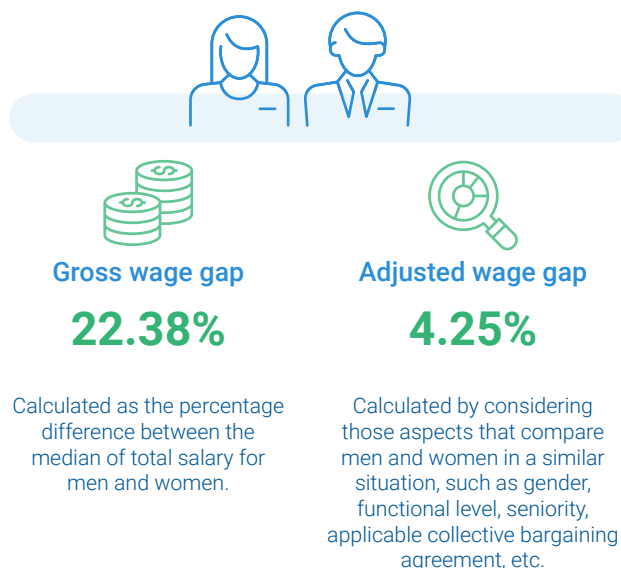 Gross wage gap
22.38%
Calculated as the percentage
difference between the
median of total salary for
men and women.
Adjusted wage gap
4.25%
Calculated by considering
those aspects that compare
men and women in a similar
situation, such as gender,
functional level, seniority,
applicable collective bargaining
agreement, etc.